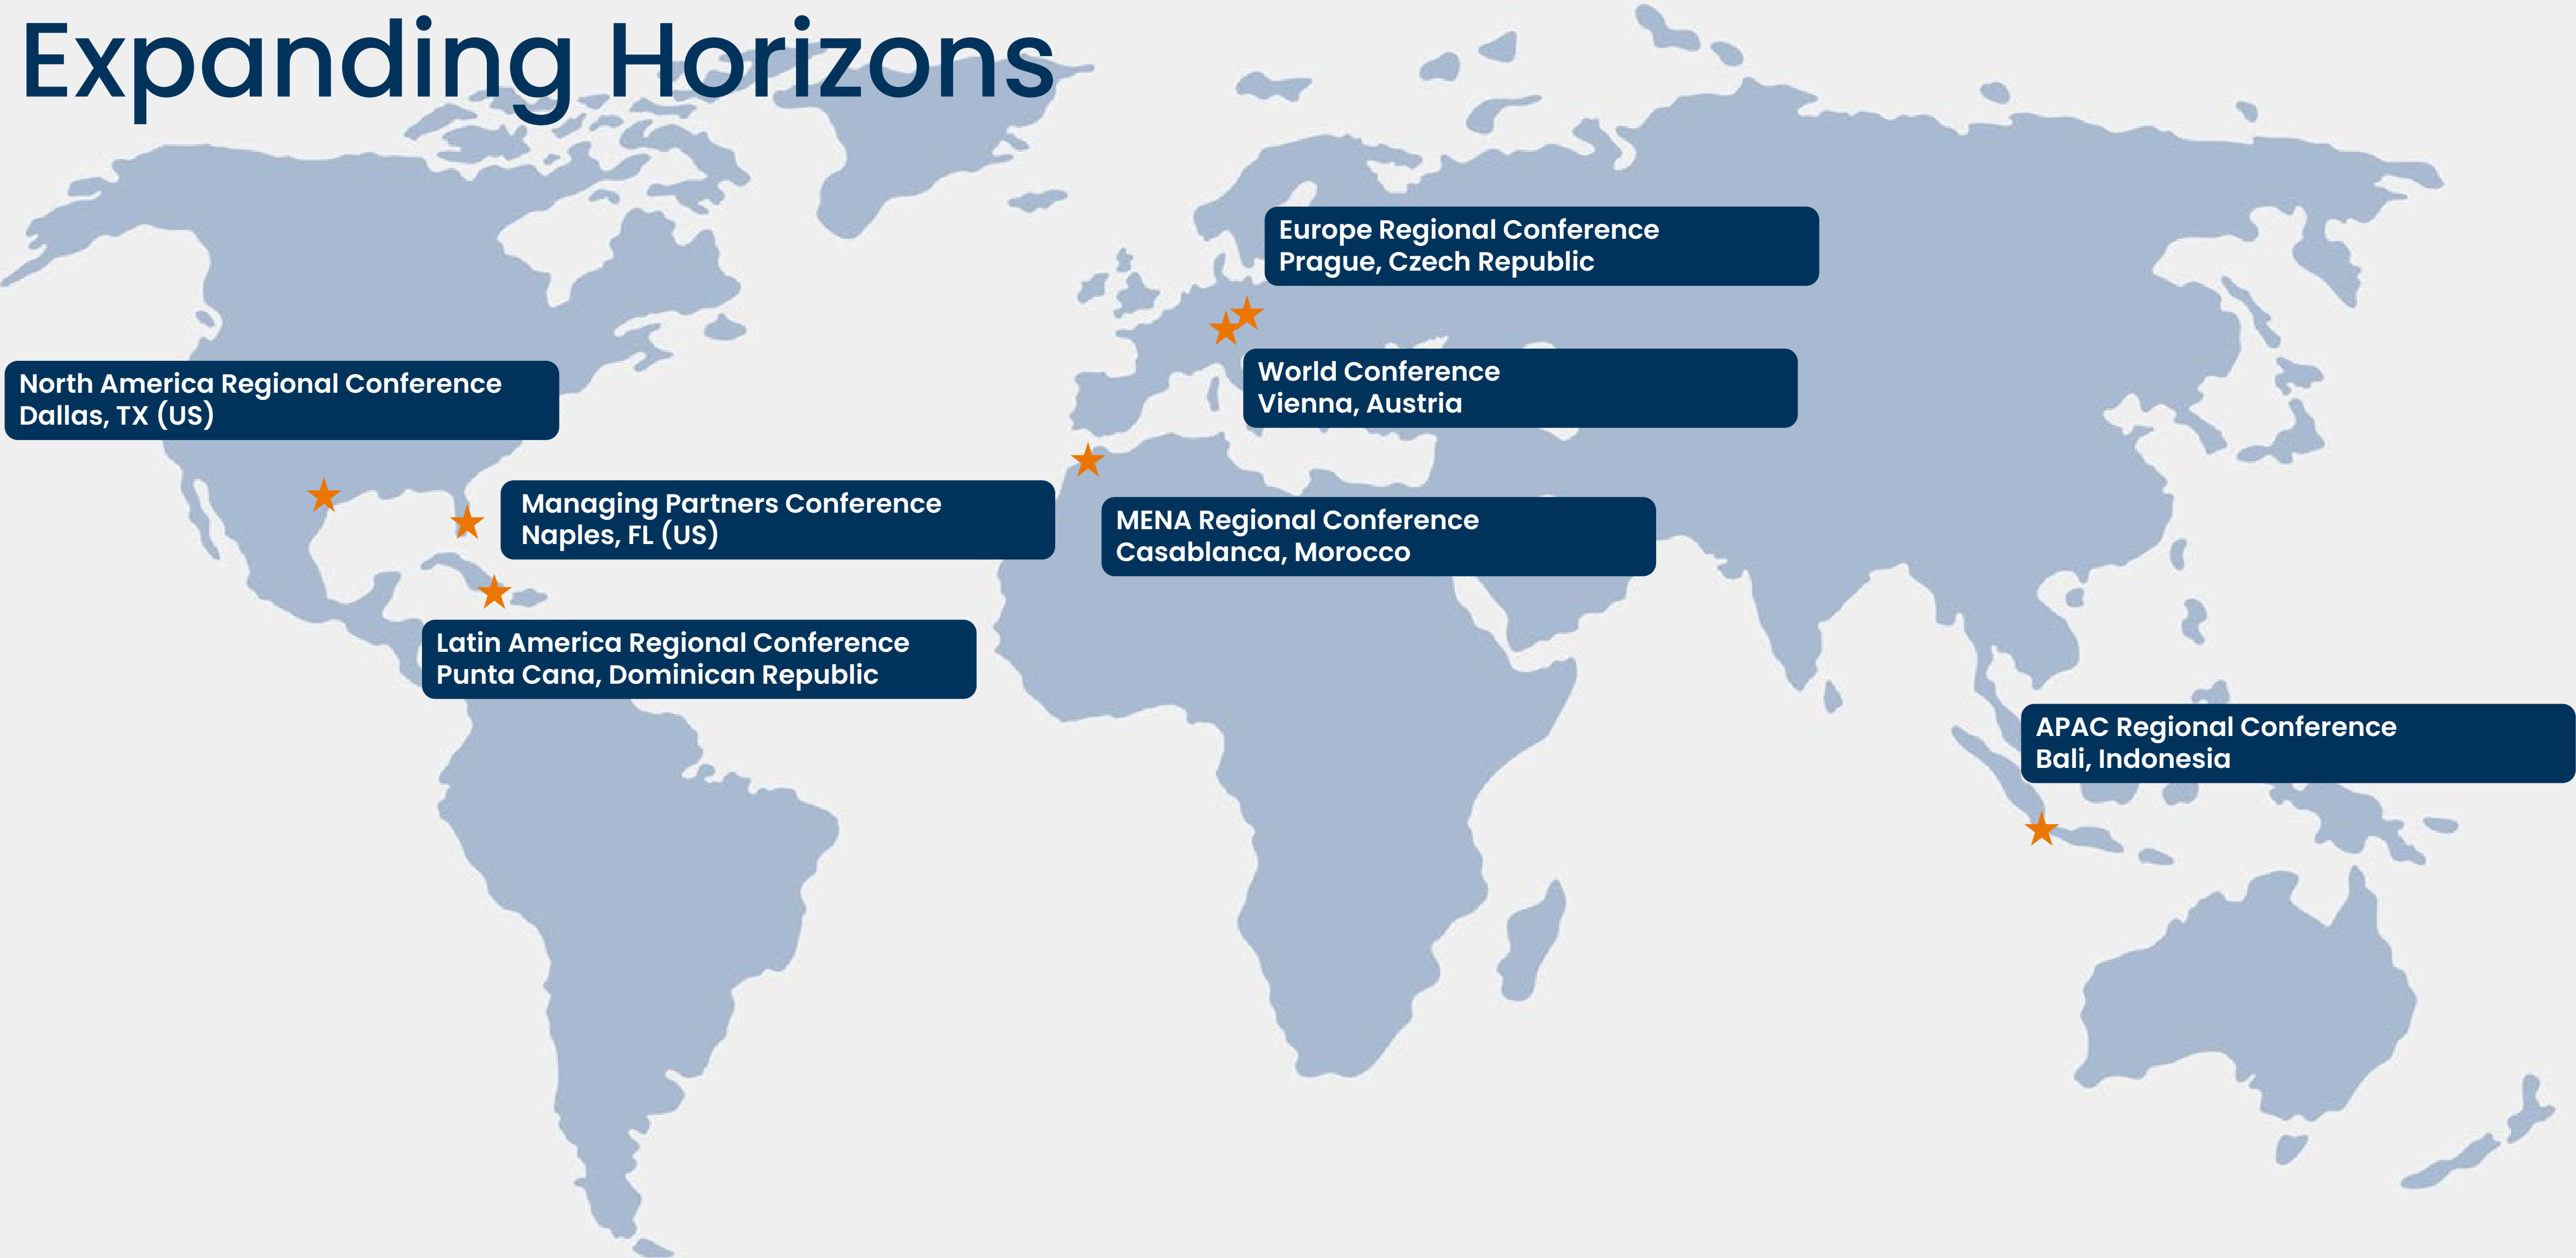 Expanding Horizons
Europe Regional Conference
Prague, Czech Republic
World Conference
Vienna, Austria
North America Regional Conference
Dallas, TX (US)
Managing Partners Conference
Naples, FL (US)
MENA Regional Conference
Casablanca, Morocco
Latin America Regional Conference
Punta Cana, Dominican Republic
APAC Regional Conference
Bali, Indonesia